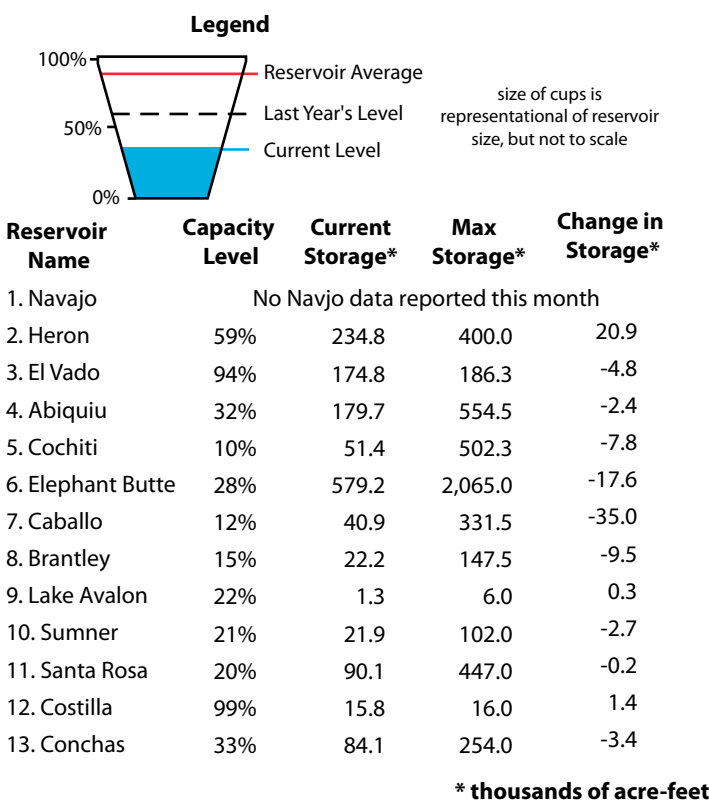 Legend
100%
Reservoir Average
Last Year's Level
50%
Current Level
0%
size of cups is
representational of reservoir
size, but not to scale
Reservoir Name Capacity Level Current Storage* Max Storage* Change in Storage*
1. Navajo No Navjo data reported this month
2. Heron 59% 234.8 400.0 20.9
3. El Vado 94% 174.8 186.3 -4.8
4. Abiquiu 32% 179.7 554.5 -2.4
5. Cochiti 10% 51.4 502.3 -7.8
6. Elephant Butte 28% 579.2 2,065.0 -17.6
7. Caballo 12% 40.9 331.5 -35.0
8. Brantley 15% 22.2 147.5 -9.5
9. Lake Avalon 22% 1.3 6.0 0.3
10. Sumner 21% 21.9 102.0 -2.7
11. Santa Rosa 20% 90.1 447.0 -0.2
12. Costilla 99% 15.8 16.0 1.4
13. Conchas 33% 84.1 254.0 -3.4
* thousands of acre-feet